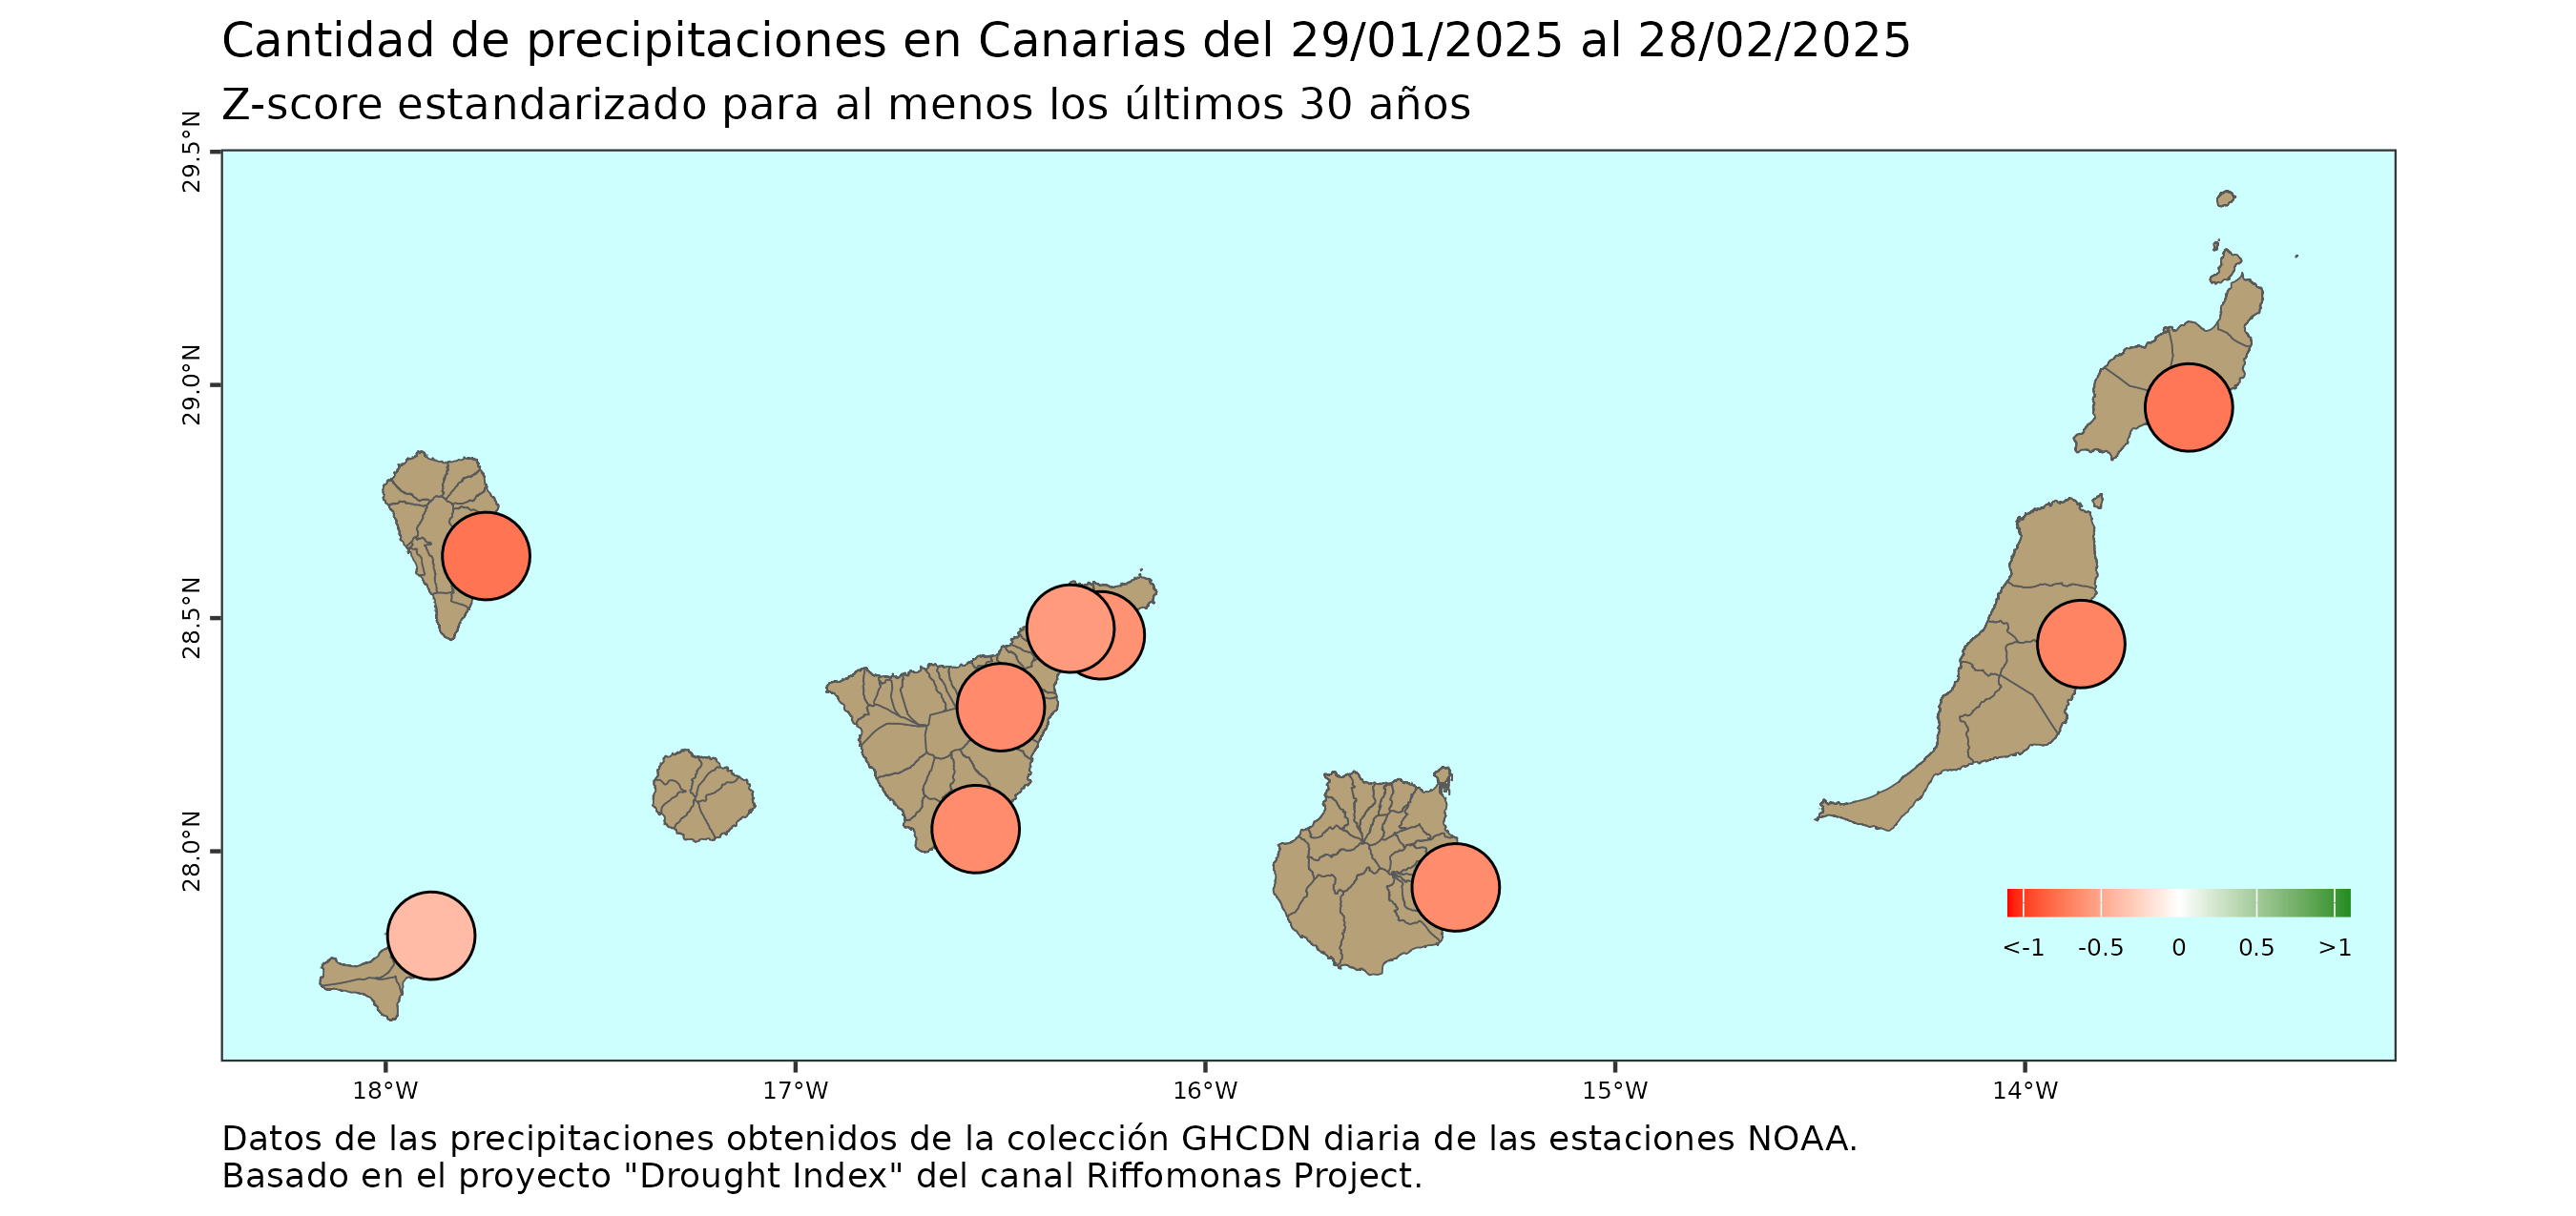 Cantidad de precipitaciones en Canarias del 29/01/2025 al 28/02/2025
Z-score estandarizado para al menos los últimos 30 años
29.5°N
29.0°N
28.5°N
28.0°N
<-1 -0.5 0 0.5 >1
18°W 17°W 16°W 15°W 14°W
Datos de las precipitaciones obtenidos de la colección GHCDN diaria de las estaciones NOAA.
Basado en el proyecto "Drought Index" del canal Riffomonas Project.